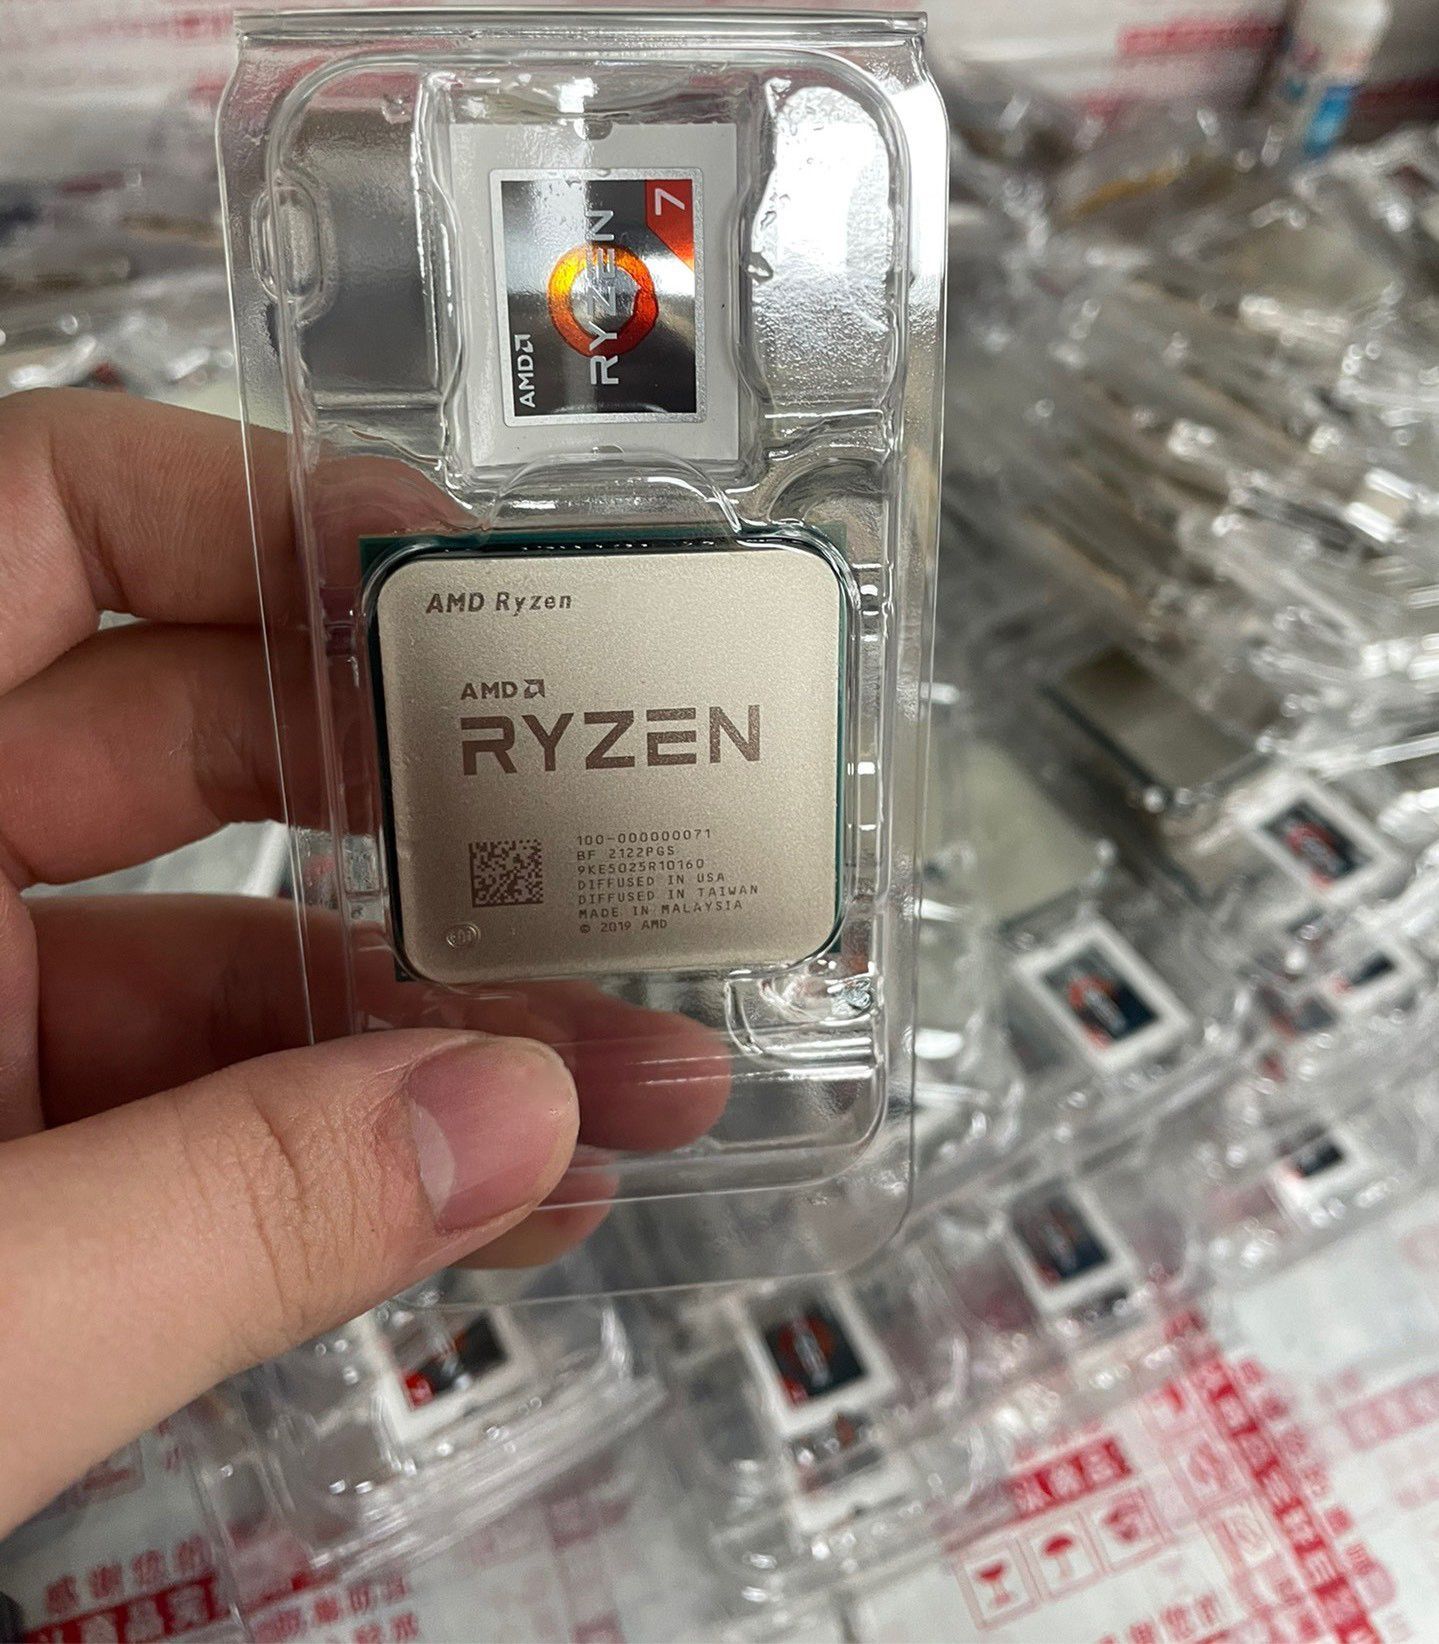 AMD
RYZEN
7
AMD Ryzen
AMD
RYZEN
100-000000071
BF 2122PGS
9KE5025R10160
DIFFUSED IN USA
DIFFUSED IN TAIWAN
MADE IN MALAYSIA
© 2019 AMD